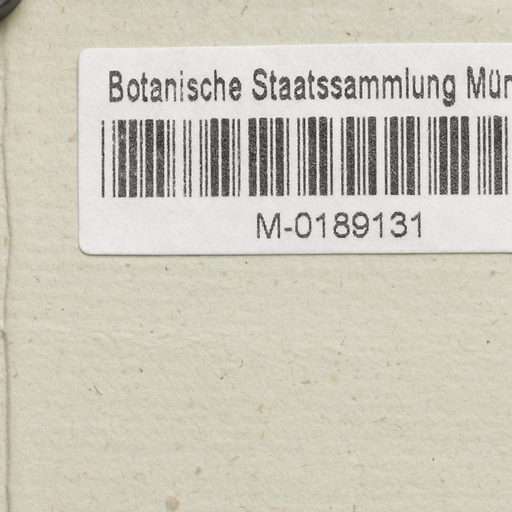 Botanische Staatssammlung Mün
M-0189131